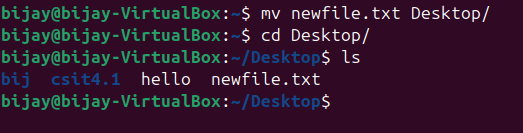 bijay@bijay-VirtualBox:~$ mv newfile.txt Desktop/
bijay@bijay-VirtualBox:~$ cd Desktop/
bijay@bijay-VirtualBox:~/Desktop$ ls
bij  csit4.1  hello  newfile.txt
bijay@bijay-VirtualBox:~/Desktop$